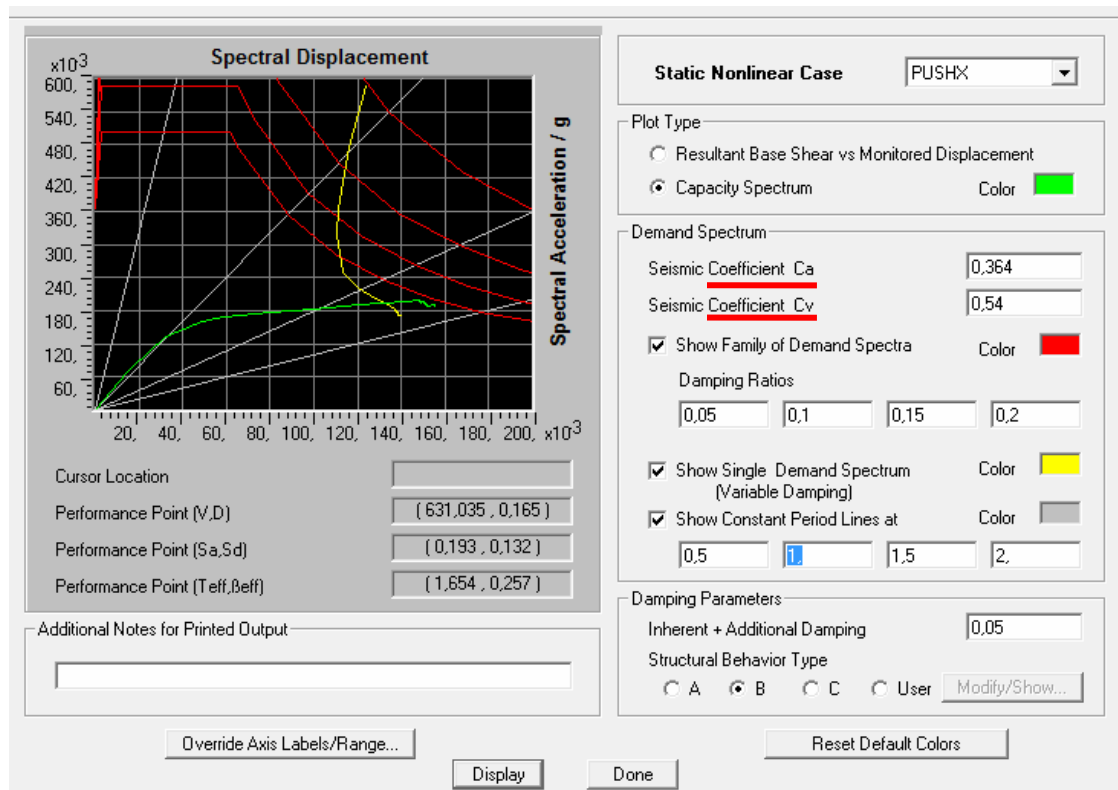 Spectral Displacement
x10-3
600,
540,
480,
420,
360,
300,
240,
180,
120,
60,
20, 40, 60, 80, 100, 120, 140, 160, 180, 200, x10-3
Spectral Acceleration / g
Cursor Location
Performance Point (V,D) ( 631,035 , 0,165 )
Performance Point (Sa,Sd) ( 0,193 , 0,132 )
Performance Point (Teff,ßeff) ( 1,654 , 0,257 )
Additional Notes for Printed Output
Override Axis Labels/Range...
Static Nonlinear Case PUSHX
Plot Type
Resultant Base Shear vs Monitored Displacement
Capacity Spectrum Color
Demand Spectrum
Seismic Coefficient Ca 0,364
Seismic Coefficient Cv 0,54
Show Family of Demand Spectra Color
Damping Ratios
0,05 0,1 0,15 0,2
Show Single Demand Spectrum Color
(Variable Damping)
Show Constant Period Lines at Color
0,5 1, 1,5 2,
Damping Parameters
Inherent + Additional Damping 0,05
Structural Behavior Type
A B C User Modify/Show...
Reset Default Colors
Display Done